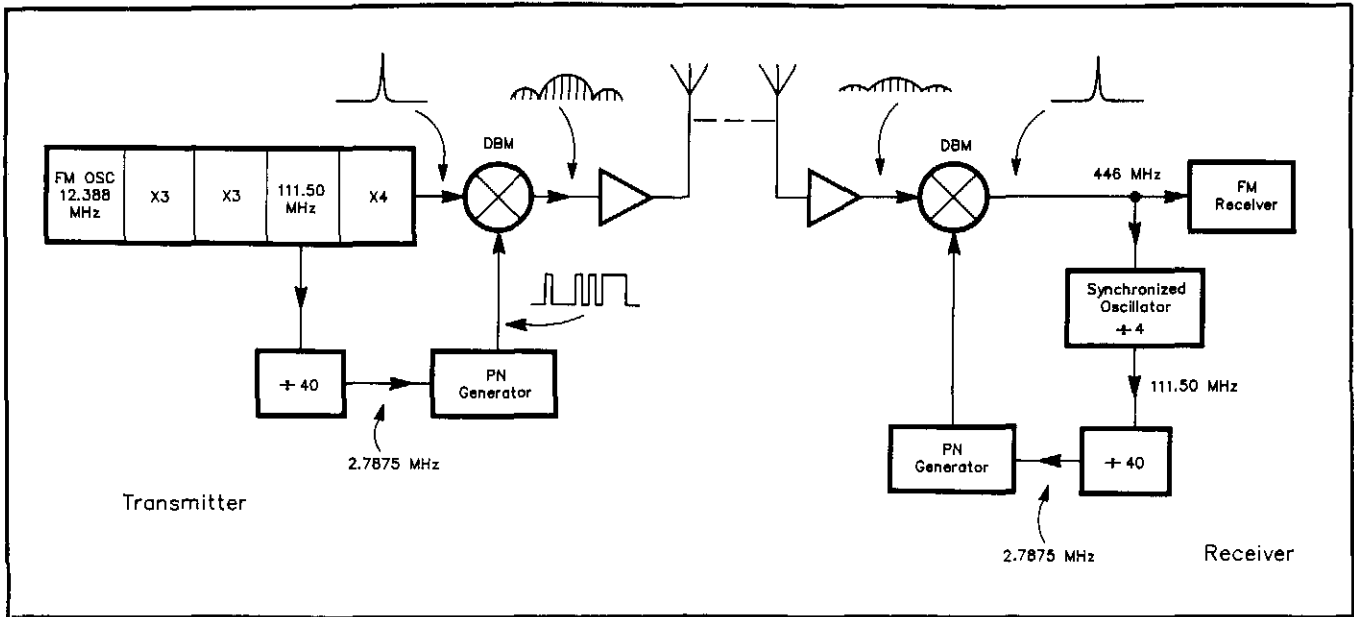 FM OSC
12.388
MHz
X3
X3
111.50
MHz
X4
DBM
÷ 40
2.7875 MHz
PN
Generator
Transmitter
DBM
446 MHz
FM
Receiver
Synchronized
Oscillator
÷ 4
111.50 MHz
÷ 40
PN
Generator
2.7875 MHz
Receiver